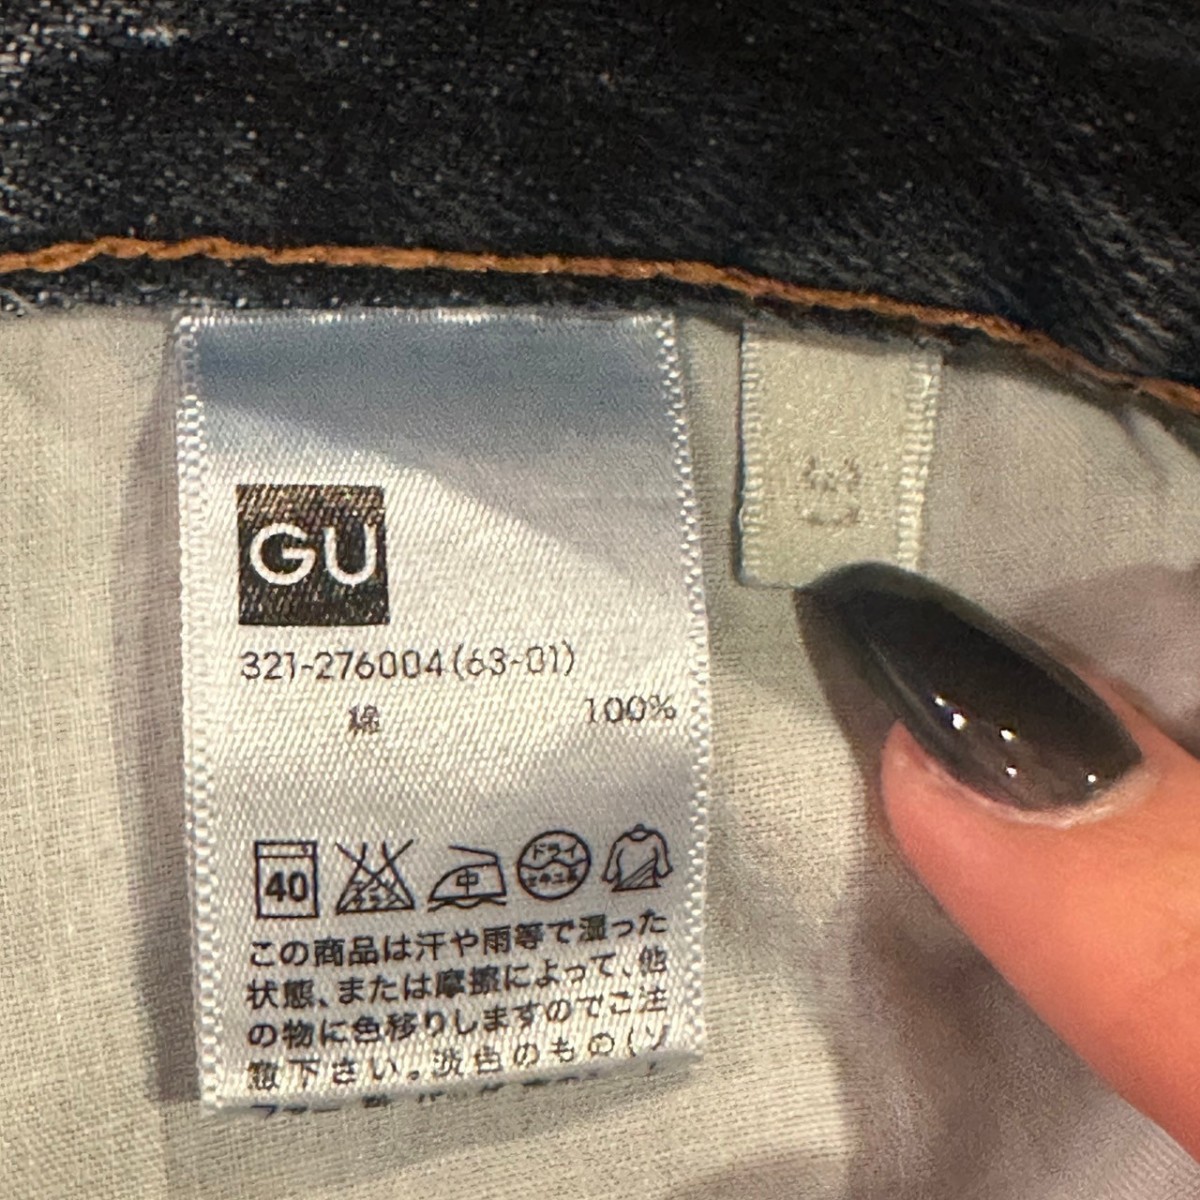 GU
321-276004(63-01)
綿 100%
40
中
ドライ
この商品は汗や雨等で湿った
状態、または摩擦によって、他
の物に色移りしますのでご注
意下さい。淡色のもの(ソ